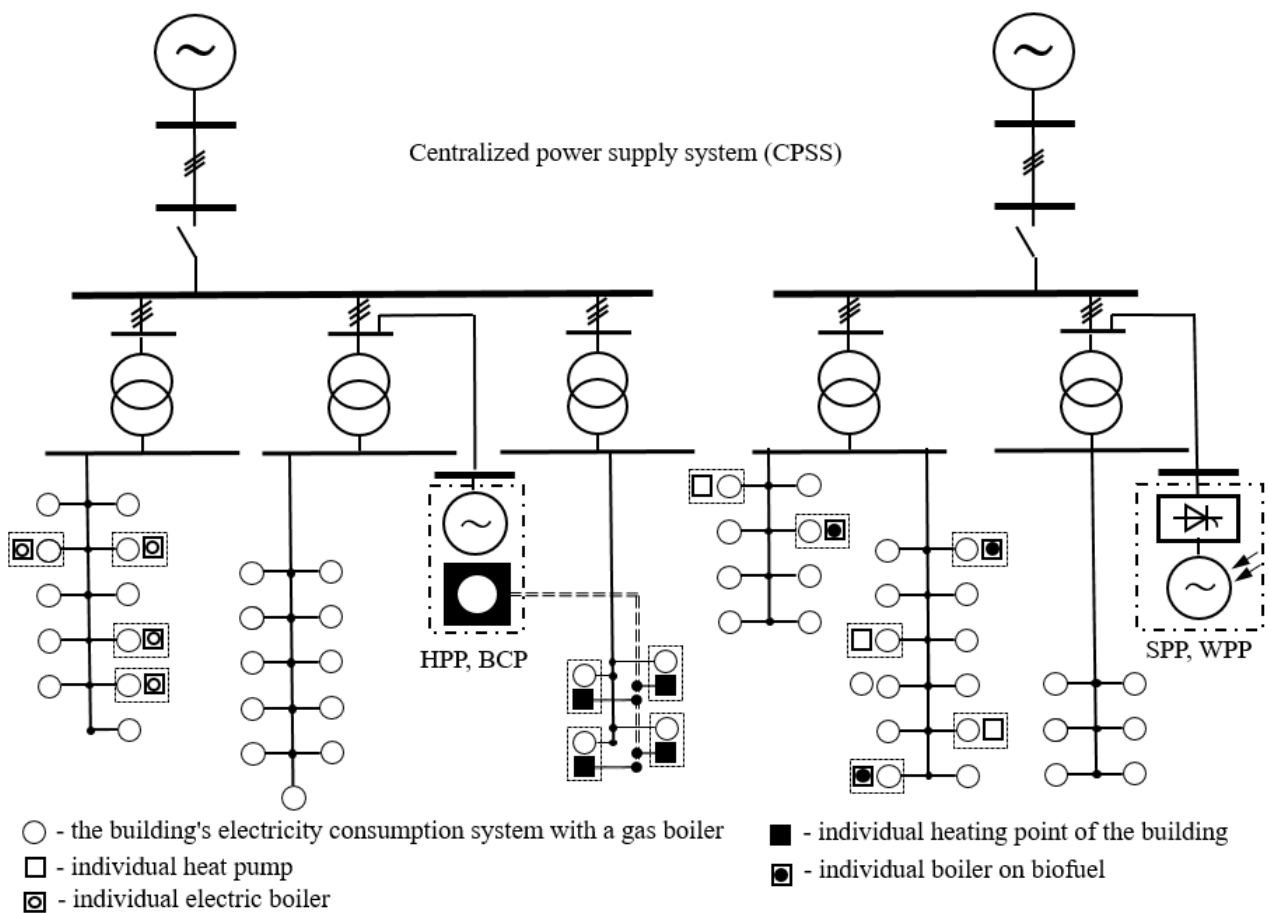 Centralized power supply system (CPSS)
HPP, BCP
SPP, WPP
- the building's electricity consumption system with a gas boiler
- individual heat pump
- individual electric boiler
- individual heating point of the building
- individual boiler on biofuel